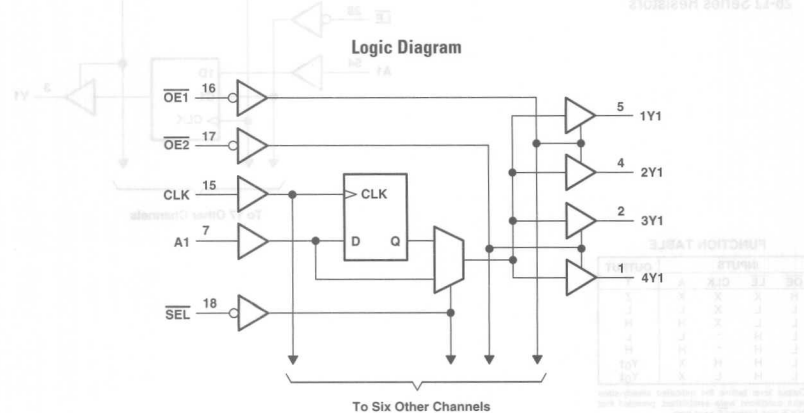 Logic Diagram
OE1 16
OE2 17
CLK 15
A1 7
SEL 18
CLK
D Q
5 1Y1
4 2Y1
2 3Y1
1 4Y1
To Six Other Channels